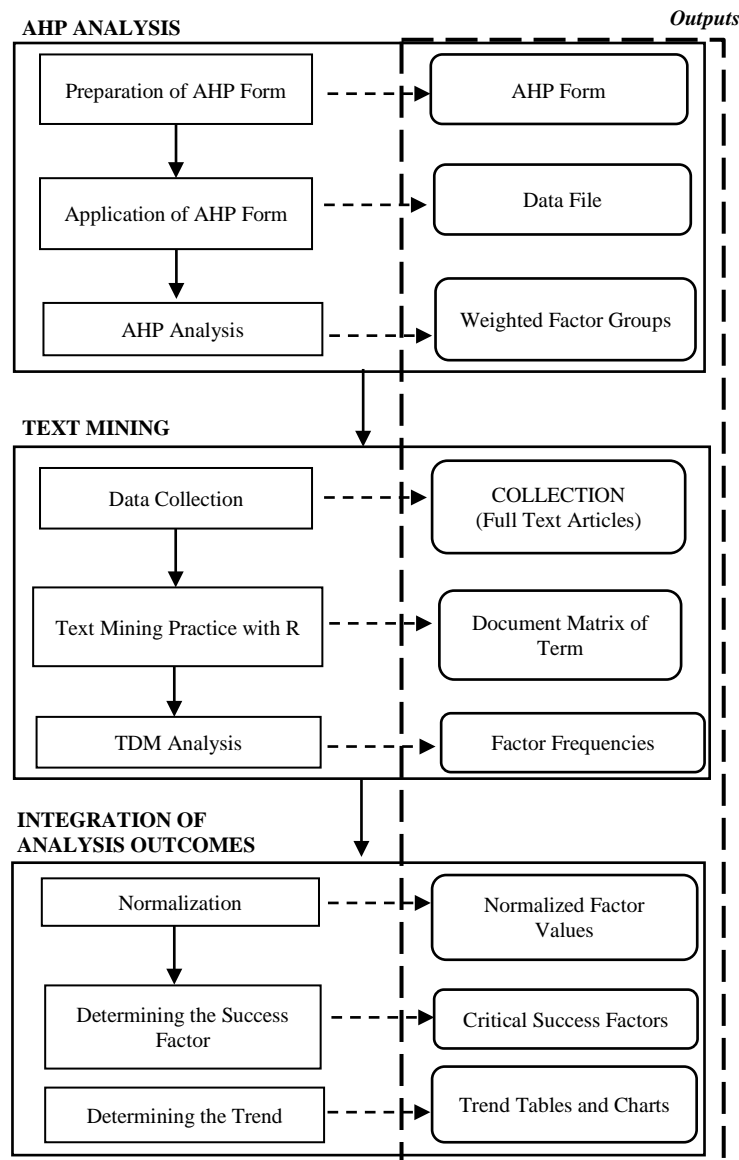 Outputs
AHP ANALYSIS
Preparation of AHP Form
AHP Form
Application of AHP Form
Data File
AHP Analysis
Weighted Factor Groups
TEXT MINING
Data Collection
COLLECTION
(Full Text Articles)
Text Mining Practice with R
Document Matrix of
Term
TDM Analysis
Factor Frequencies
INTEGRATION OF
ANALYSIS OUTCOMES
Normalization
Normalized Factor
Values
Determining the Success
Factor
Critical Success Factors
Determining the Trend
Trend Tables and Charts